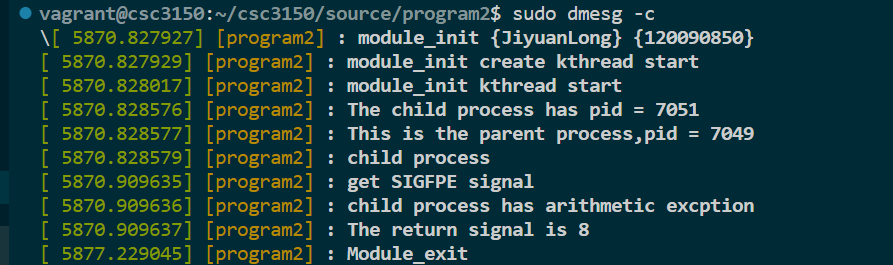 vagrant@csc3150:~/csc3150/source/program2$ sudo dmesg -c
\[ 5870.827927] [program2] : module_init {JiyuanLong} {120090850}
[ 5870.827929] [program2] : module_init create kthread start
[ 5870.828017] [program2] : module_init kthread start
[ 5870.828576] [program2] : The child process has pid = 7051
[ 5870.828577] [program2] : This is the parent process,pid = 7049
[ 5870.828579] [program2] : child process
[ 5870.909635] [program2] : get SIGFPE signal
[ 5870.909636] [program2] : child process has arithmetic excption
[ 5870.909637] [program2] : The return signal is 8
[ 5877.229045] [program2] : Module_exit